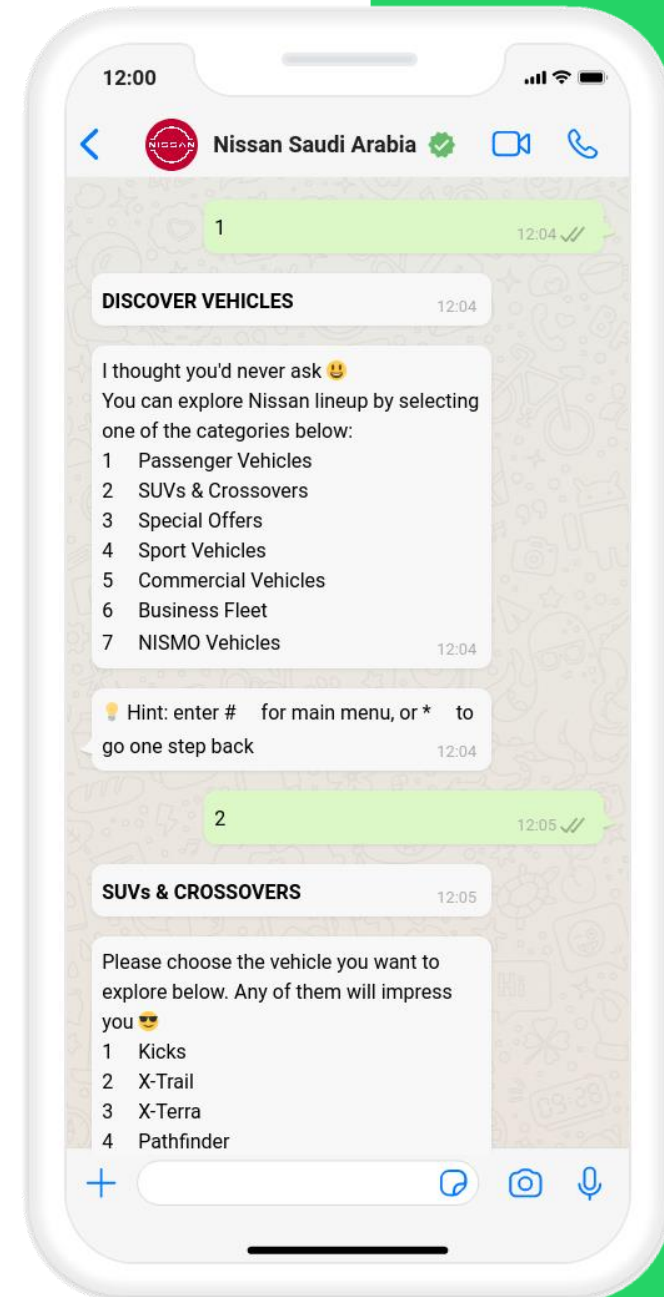 12:00
NISSAN
Nissan Saudi Arabia
1
12:04
DISCOVER VEHICLES
12:04
I thought you'd never ask 😃
You can explore Nissan lineup by selecting
one of the categories below:
1 Passenger Vehicles
2 SUVs & Crossovers
3 Special Offers
4 Sport Vehicles
5 Commercial Vehicles
6 Business Fleet
7 NISMO Vehicles
12:04
💡 Hint: enter # for main menu, or * to
go one step back
12:04
2
12:05
SUVs & CROSSOVERS
12:05
Please choose the vehicle you want to
explore below. Any of them will impress
you 😎
1 Kicks
2 X-Trail
3 X-Terra
4 Pathfinder